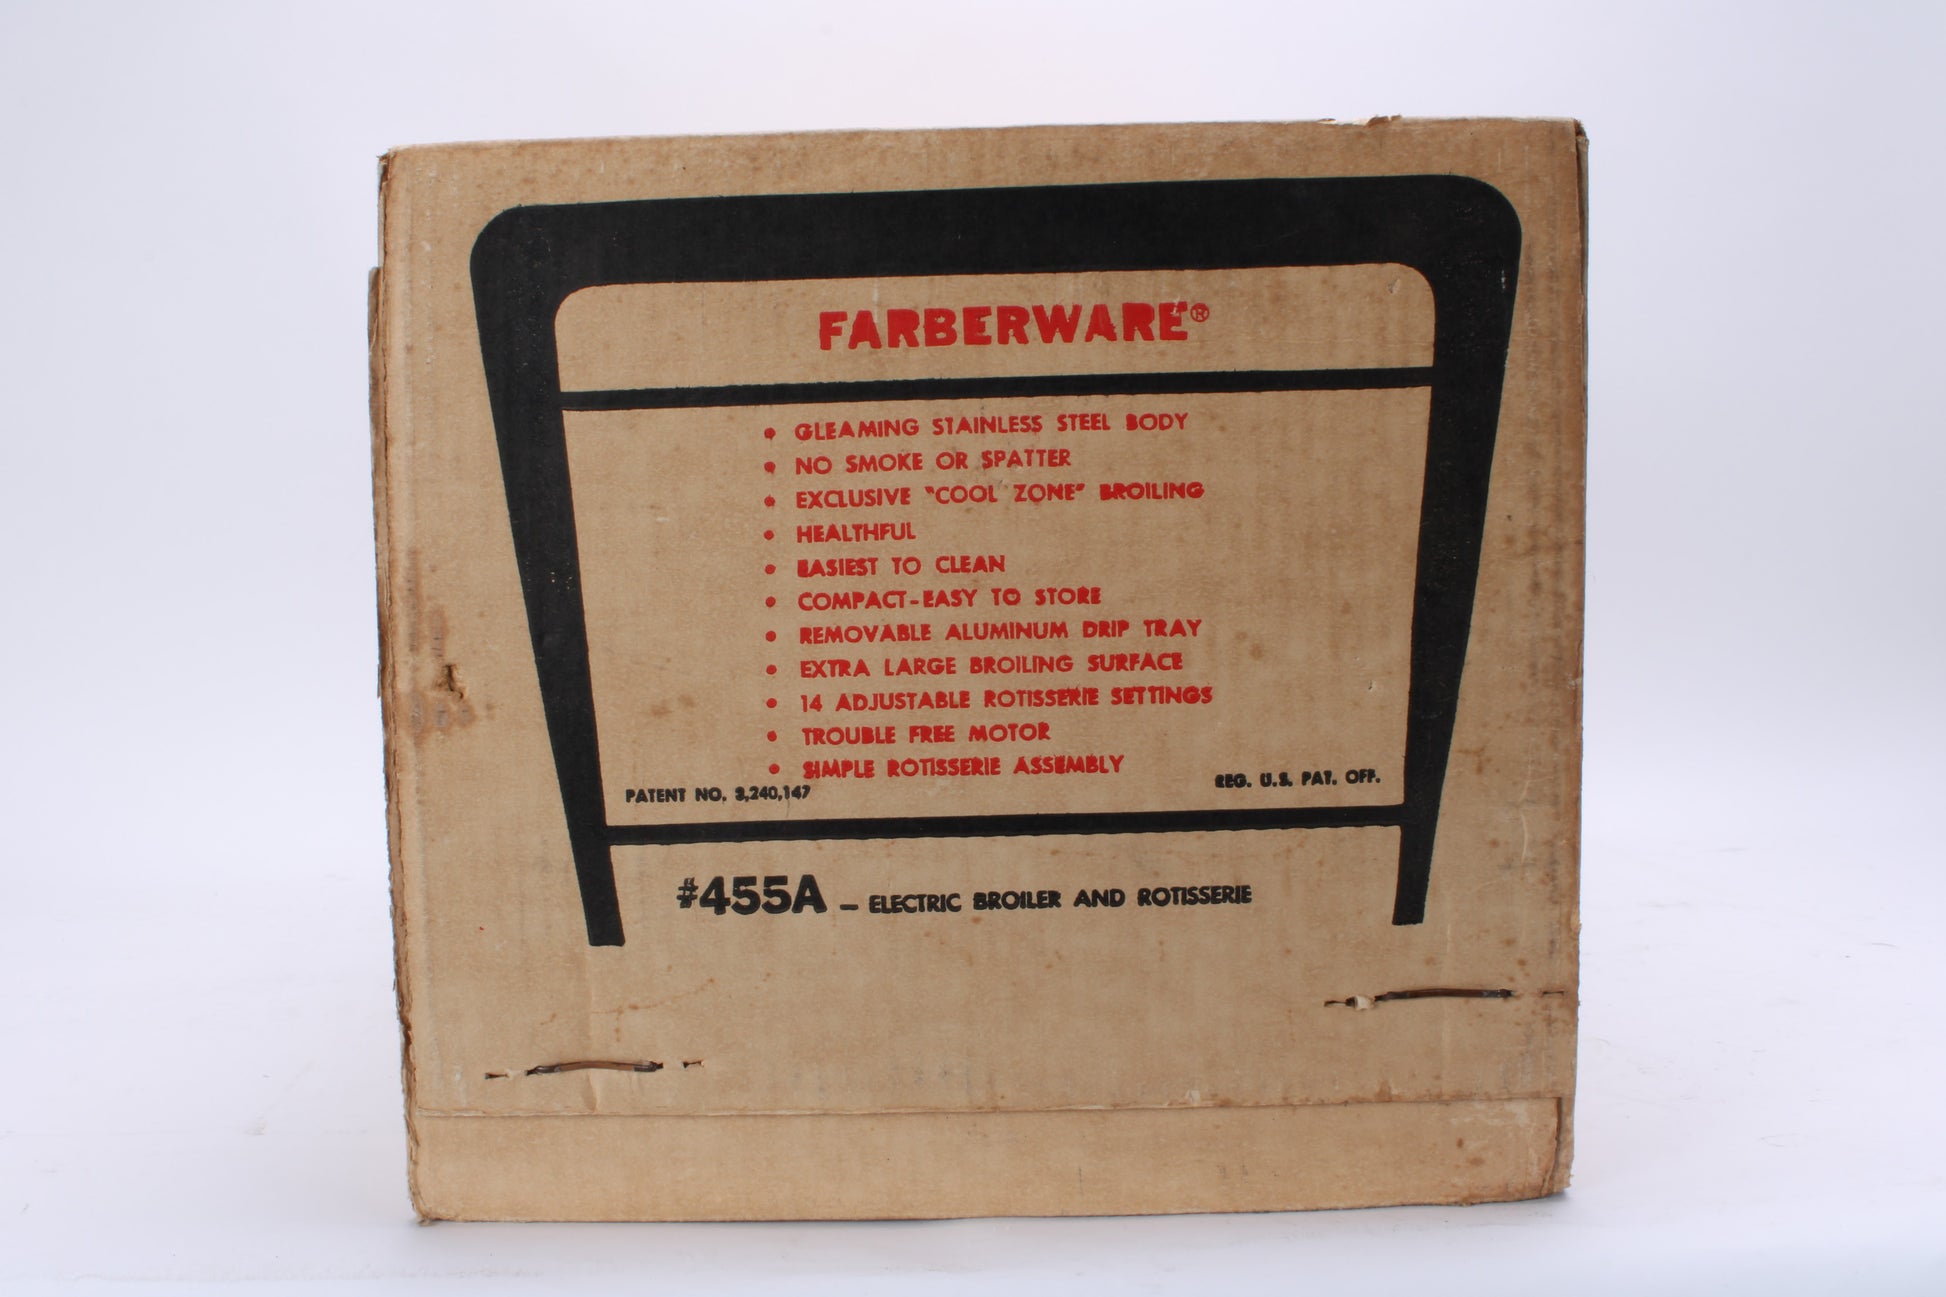 FARBERWARE®
• GLEAMING STAINLESS STEEL BODY
• NO SMOKE OR SPATTER
• EXCLUSIVE "COOL ZONE" BROILING
• HEALTHFUL
• EASIEST TO CLEAN
• COMPACT-EASY TO STORE
• REMOVABLE ALUMINUM DRIP TRAY
• EXTRA LARGE BROILING SURFACE
• 14 ADJUSTABLE ROTISSERIE SETTINGS
• TROUBLE FREE MOTOR
• SIMPLE ROTISSERIE ASSEMBLY
PATENT NO. 3,240,147
REG. U.S. PAT. OFF.
#455A – ELECTRIC BROILER AND ROTISSERIE